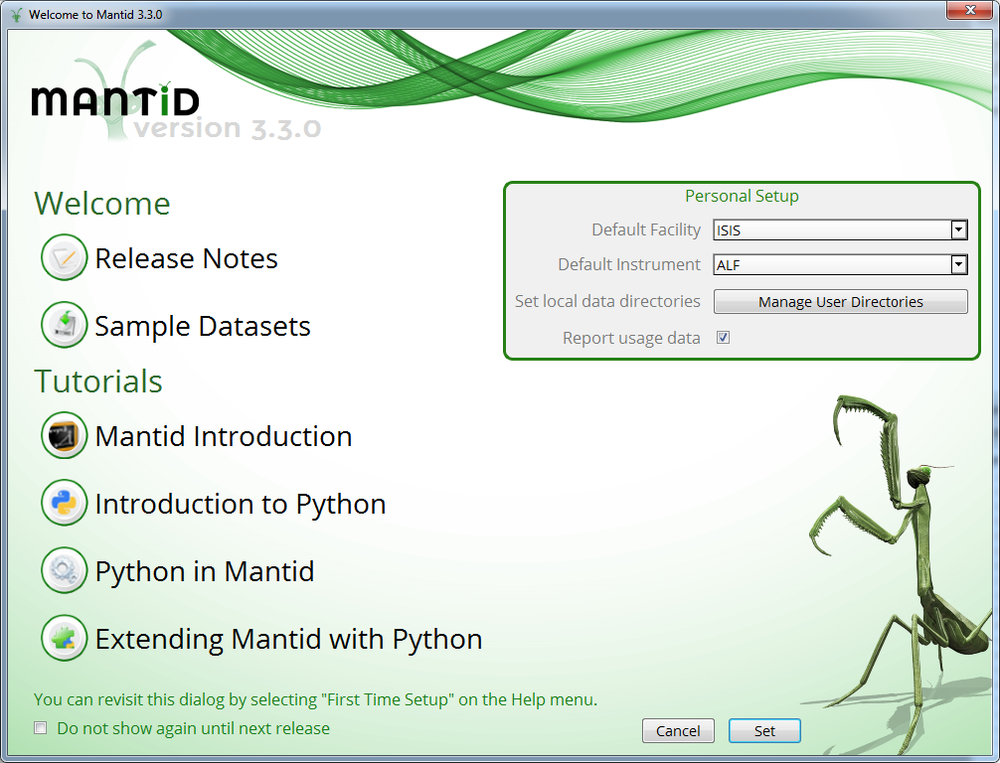 Welcome to Mantid 3.3.0
MANTiD
version 3.3.0
Welcome
Release Notes
Sample Datasets
Tutorials
Mantid Introduction
Introduction to Python
Python in Mantid
Extending Mantid with Python
Personal Setup
Default Facility ISIS
Default Instrument ALF
Set local data directories Manage User Directories
Report usage data
You can revisit this dialog by selecting "First Time Setup" on the Help menu.
Do not show again until next release
Cancel Set